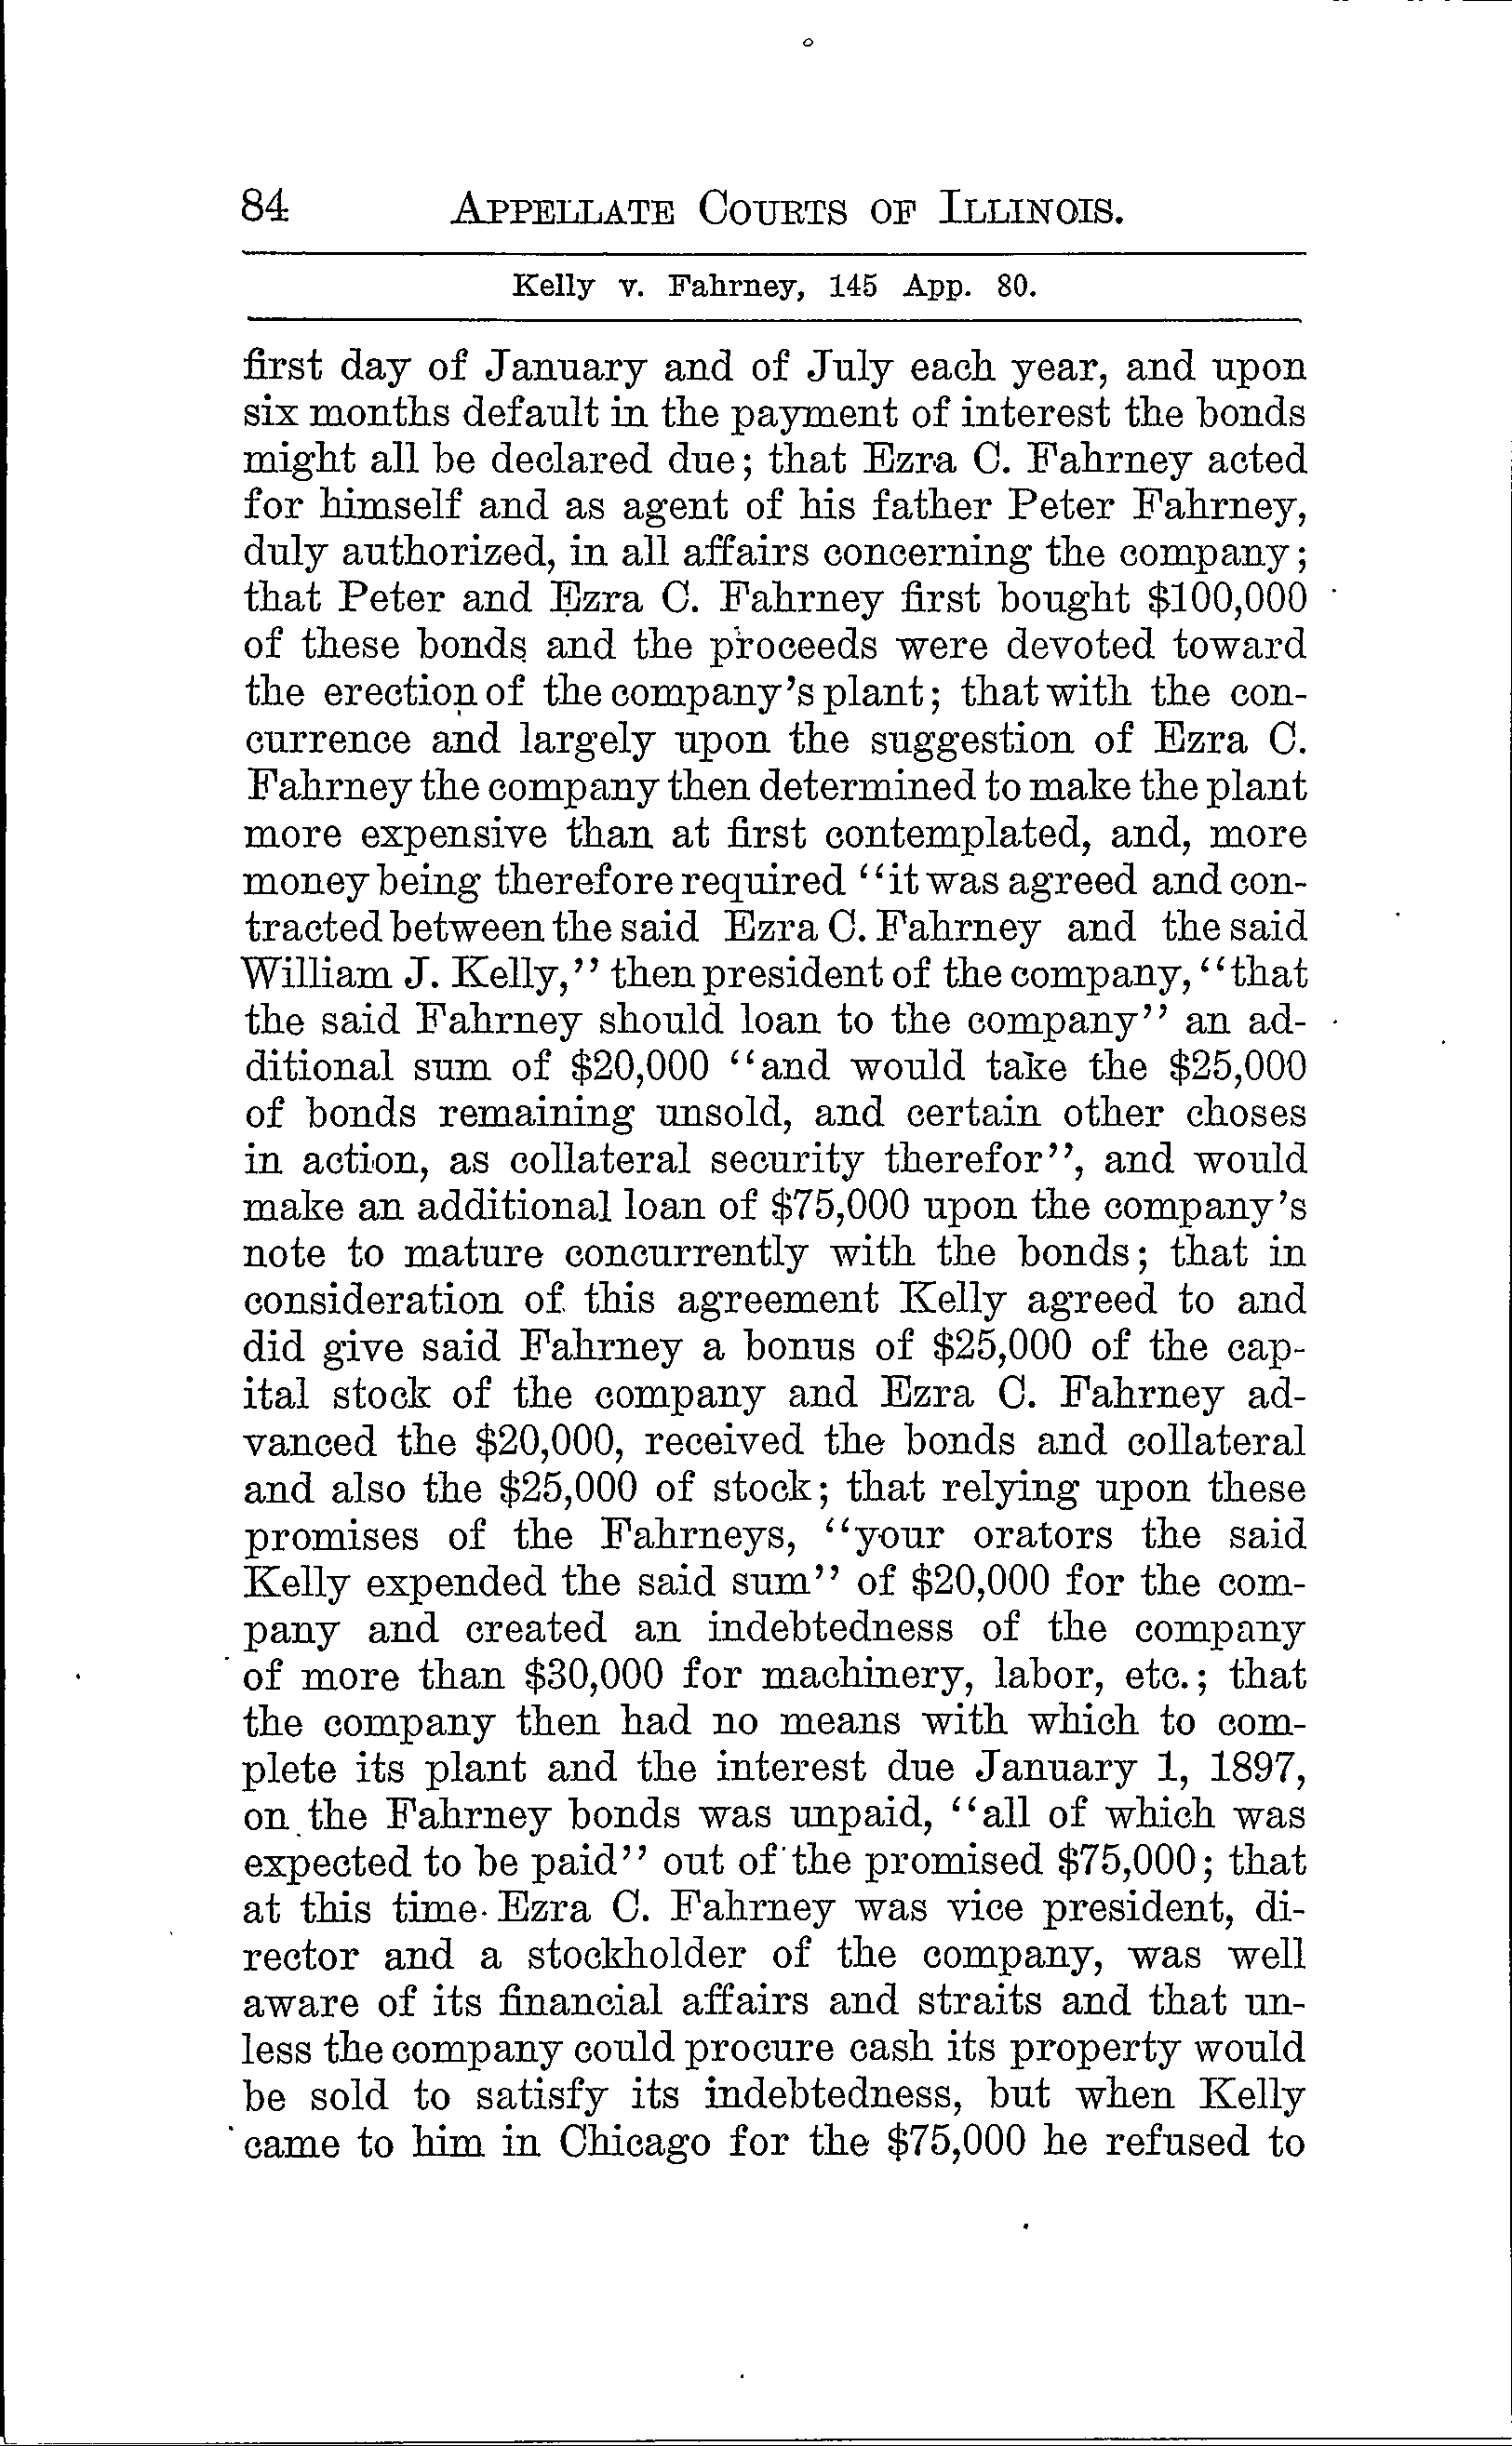 84 APPELLATE COURTS OF ILLINOIS.
Kelly v. Fahrney, 145 App. 80.
first day of January and of July each year, and upon
six months default in the payment of interest the bonds
might all be declared due; that Ezra C. Fahrney acted
for himself and as agent of his father Peter Fahrney,
duly authorized, in all affairs concerning the company;
that Peter and Ezra C. Fahrney first bought $100,000
of these bonds and the proceeds were devoted toward
the erection of the company's plant; that with the con-
currence and largely upon the suggestion of Ezra C.
Fahrney the company then determined to make the plant
more expensive than at first contemplated, and, more
money being therefore required "it was agreed and con-
tracted between the said Ezra C. Fahrney and the said
William J. Kelly," then president of the company, "that
the said Fahrney should loan to the company" an ad-
ditional sum of $20,000 "and would take the $25,000
of bonds remaining unsold, and certain other choses
in action, as collateral security therefor", and would
make an additional loan of $75,000 upon the company's
note to mature concurrently with the bonds; that in
consideration of this agreement Kelly agreed to and
did give said Fahrney a bonus of $25,000 of the cap-
ital stock of the company and Ezra C. Fahrney ad-
vanced the $20,000, received the bonds and collateral
and also the $25,000 of stock; that relying upon these
promises of the Fahrneys, "your orators the said
Kelly expended the said sum" of $20,000 for the com-
pany and created an indebtedness of the company
of more than $30,000 for machinery, labor, etc.; that
the company then had no means with which to com-
plete its plant and the interest due January 1, 1897,
on the Fahrney bonds was unpaid, "all of which was
expected to be paid" out of the promised $75,000; that
at this time Ezra C. Fahrney was vice president, di-
rector and a stockholder of the company, was well
aware of its financial affairs and straits and that un-
less the company could procure cash its property would
be sold to satisfy its indebtedness, but when Kelly
came to him in Chicago for the $75,000 he refused to